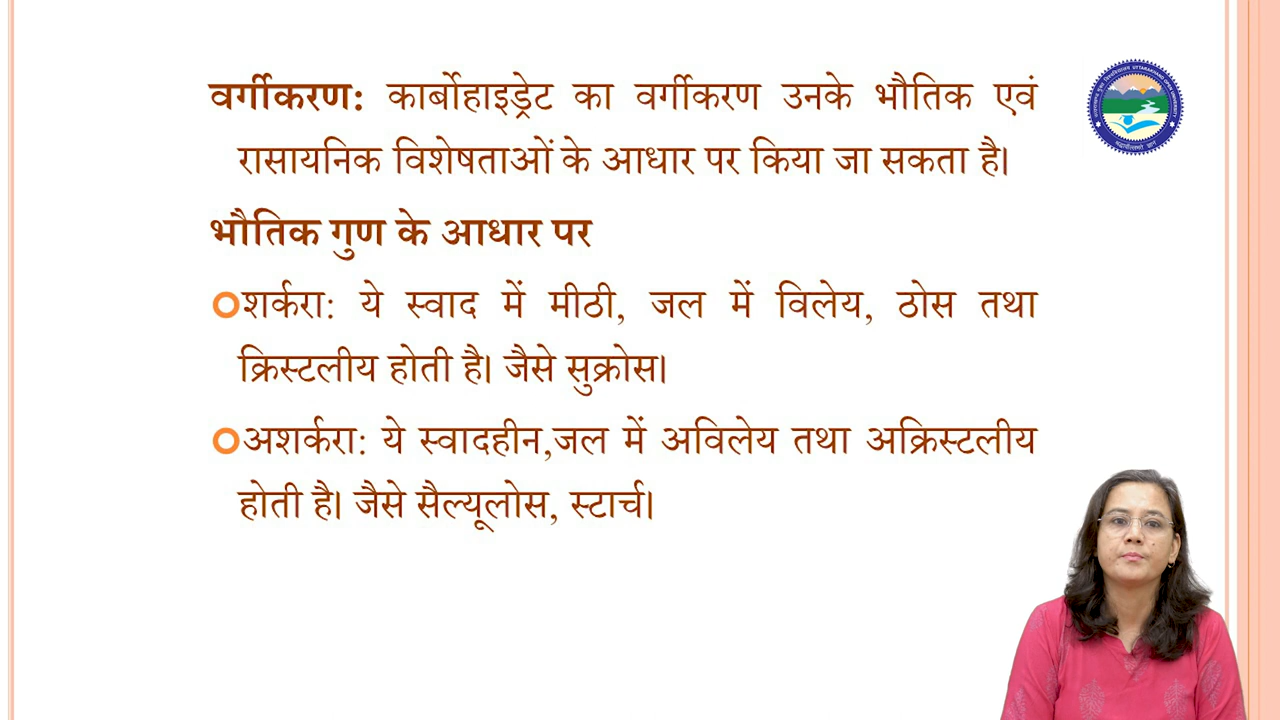 वर्गीकरण: कार्बोहाइड्रेट का वर्गीकरण उनके भौतिक एवं
रासायनिक विशेषताओं के आधार पर किया जा सकता है।
भौतिक गुण के आधार पर
शर्करा: ये स्वाद में मीठी, जल में विलेय, ठोस तथा
क्रिस्टलीय होती है। जैसे सुक्रोस।
अशर्करा: ये स्वादहीन,जल में अविलेय तथा अक्रिस्टलीय
होती है। जैसे सैल्यूलोस, स्टार्च।